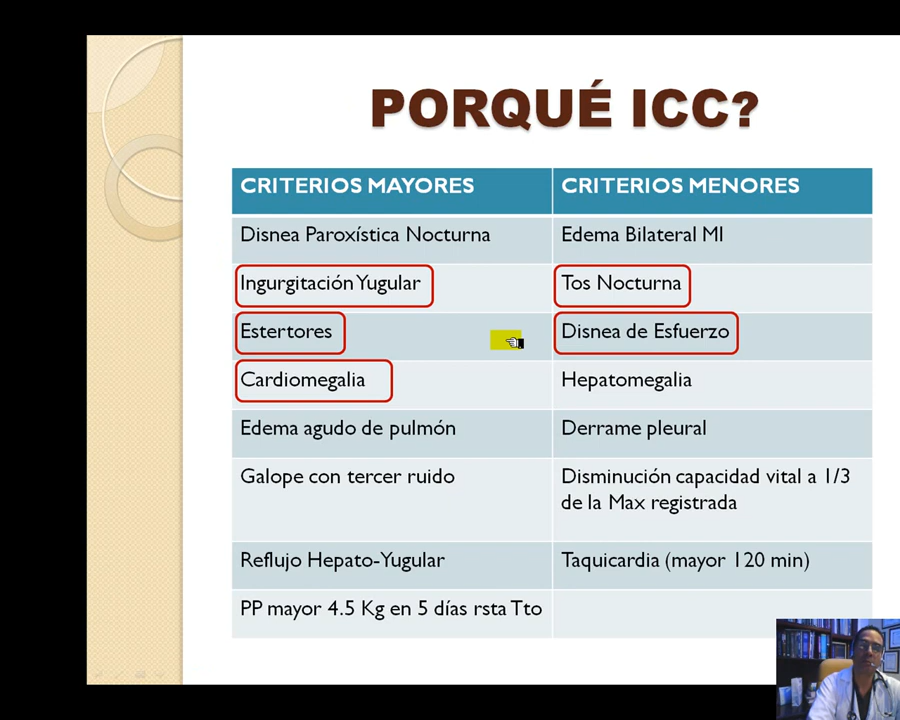 PORQUÉ ICC?
CRITERIOS MAYORES
CRITERIOS MENORES
Disnea Paroxística Nocturna
Edema Bilateral MI
Ingurgitación Yugular
Tos Nocturna
Estertores
Disnea de Esfuerzo
Cardiomegalia
Hepatomegalia
Edema agudo de pulmón
Derrame pleural
Galope con tercer ruido
Disminución capacidad vital a 1/3
de la Max registrada
Reflujo Hepato-Yugular
Taquicardia (mayor 120 min)
PP mayor 4.5 Kg en 5 días rsta Tto